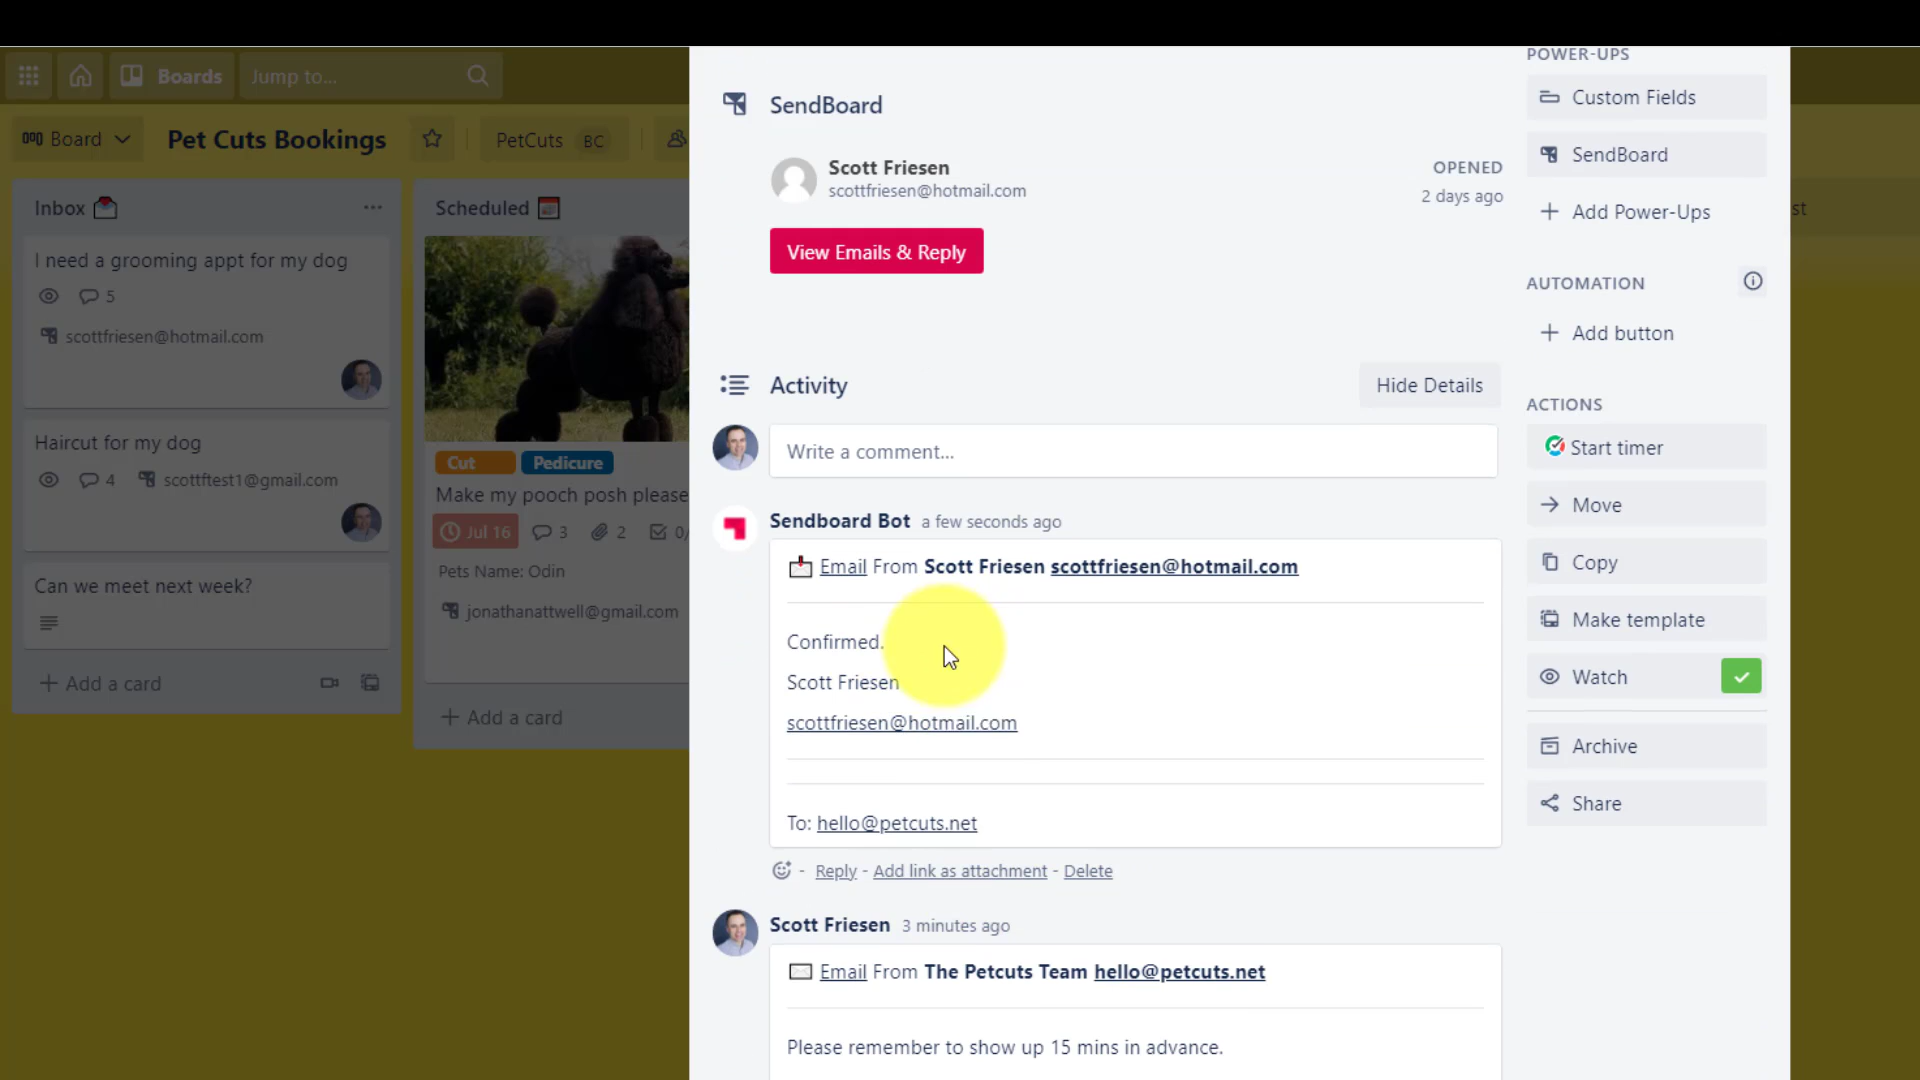 Boards
Jump to...
Board
Pet Cuts Bookings
PetCuts BC
Inbox
I need a grooming appt for my dog
5
scottfriesen@hotmail.com
Haircut for my dog
4 scottftest1@gmail.com
Can we meet next week?
+ Add a card
Scheduled
Cut Pedicure
Make my pooch posh please
Jul 16 3 2 0/
Pets Name: Odin
jonathanattwell@gmail.com
+ Add a card
SendBoard
Scott Friesen
scottfriesen@hotmail.com
OPENED
2 days ago
View Emails & Reply
Activity
Hide Details
Write a comment...
Sendboard Bot a few seconds ago
Email From Scott Friesen scottfriesen@hotmail.com
Confirmed.
Scott Friesen
scottfriesen@hotmail.com
To: hello@petcuts.net
- Reply - Add link as attachment - Delete
Scott Friesen 3 minutes ago
Email From The Petcuts Team hello@petcuts.net
Please remember to show up 15 mins in advance.
POWER-UPS
Custom Fields
SendBoard
+ Add Power-Ups
AUTOMATION
+ Add button
ACTIONS
Start timer
Move
Copy
Make template
Watch
Archive
Share
st